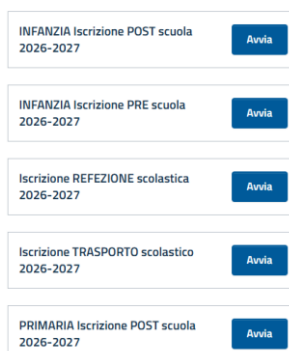 INFANZIA Iscrizione POST scuola
2026-2027
Avvia
INFANZIA Iscrizione PRE scuola
2026-2027
Avvia
Iscrizione REFEZIONE scolastica
2026-2027
Avvia
Iscrizione TRASPORTO scolastico
2026-2027
Avvia
PRIMARIA Iscrizione POST scuola
2026-2027
Avvia